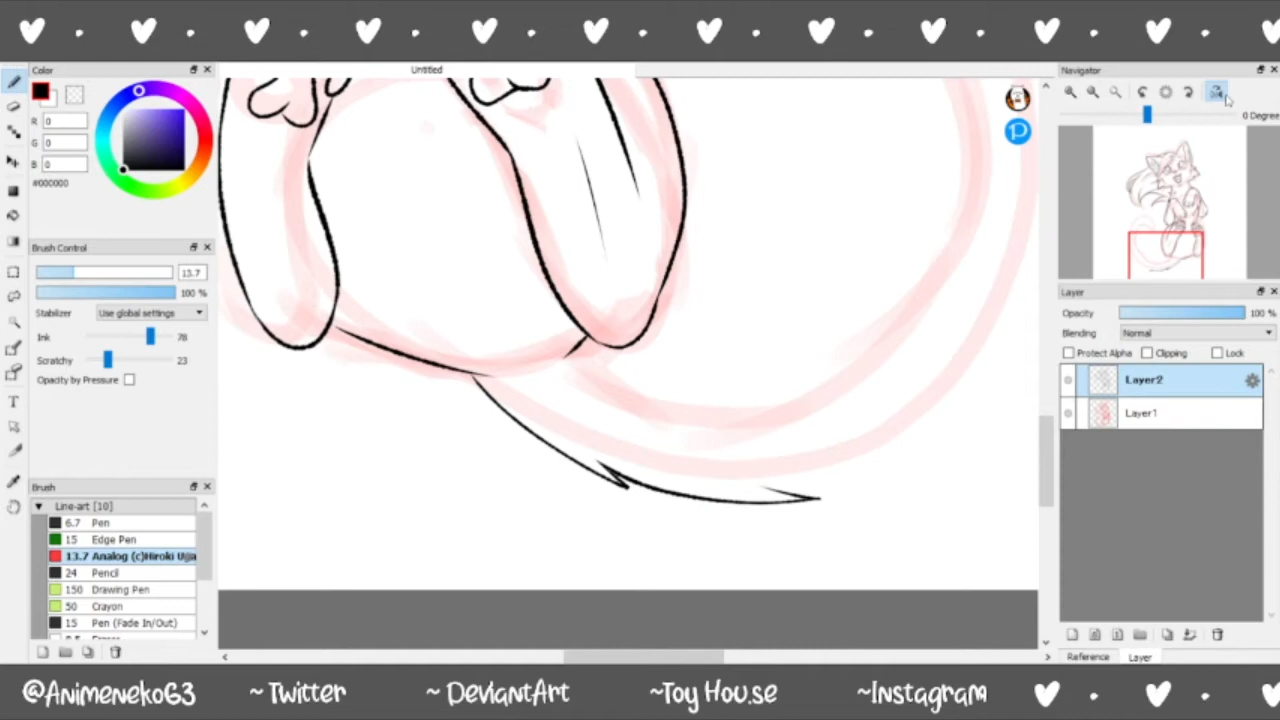 Color
Untitled
Navigator
R 0
G 0
B 0
#000000
0 Degree
Brush Control
13.7
100 %
Stabilizer Use global settings
Ink 78
Scratchy 23
Opacity by Pressure
Layer
Opacity 100 %
Blending Normal
Protect Alpha Clipping Lock
Layer2
Layer1
Brush
Line-art [10]
6.7 Pen
15 Edge Pen
13.7 Analog (c)Hiroki
24 Pencil
150 Drawing Pen
50 Crayon
15 Pen (Fade In/Out)
Reference Layer
@Animeneko63 ~Twitter ~DeviantArt ~Toy Hou.se ~Instagram